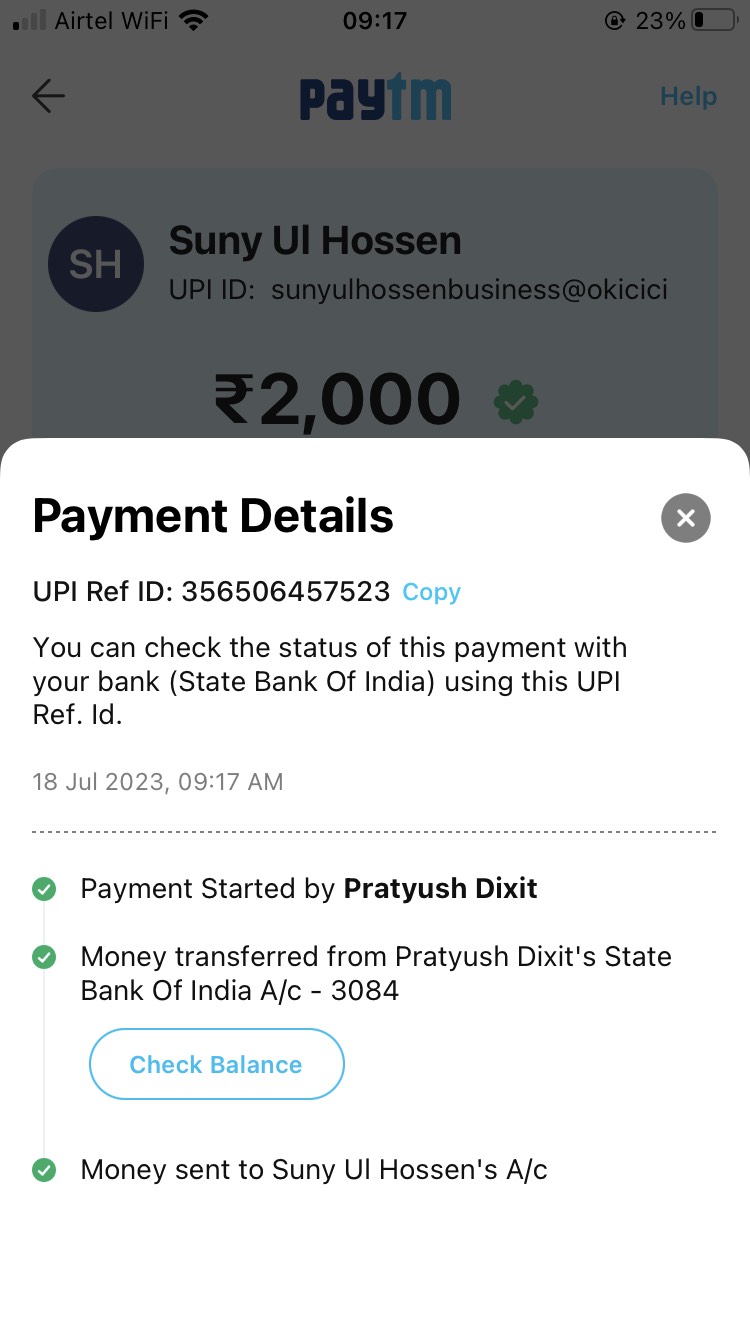 Airtel WiFi 09:17 23%
paytm Help
SH Suny Ul Hossen
UPI ID: sunyulhossenbusiness@okicici
₹2,000
Payment Details
UPI Ref ID: 356506457523 Copy
You can check the status of this payment with
your bank (State Bank Of India) using this UPI
Ref. Id.
18 Jul 2023, 09:17 AM
Payment Started by Pratyush Dixit
Money transferred from Pratyush Dixit's State
Bank Of India A/c - 3084
Check Balance
Money sent to Suny Ul Hossen's A/c